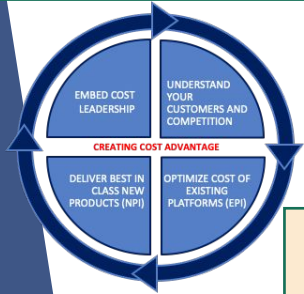 EMBED COST
LEADERSHIP
UNDERSTAND
YOUR
CUSTOMERS AND
COMPETITION
CREATING COST ADVANTAGE
DELIVER BEST IN
CLASS NEW
PRODUCTS (NPI)
OPTIMIZE COST OF
EXISTING
PLATFORMS (EPI)